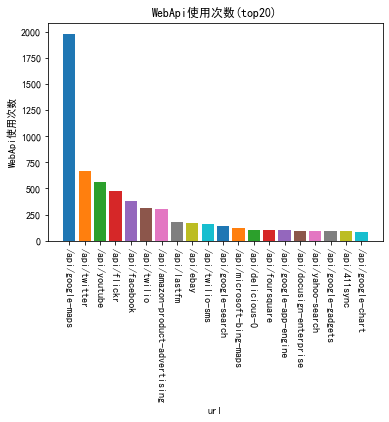 WebApi使用次数(top20)
WebApi使用次数
2000
1750
1500
1250
1000
750
500
250
0
/api/google-maps
/api/twitter
/api/youtube
/api/flickr
/api/facebook
/api/twilio
/api/amazon-product-advertising
/api/lastfm
/api/ebay
/api/twilio-sms
/api/google-search
/api/microsoft-bing-maps
/api/delicious-0
/api/foursquare
/api/google-app-engine
/api/docusign-enterprise
/api/yahoo-search
/api/google-gadgets
/api/411sync
/api/google-chart
url